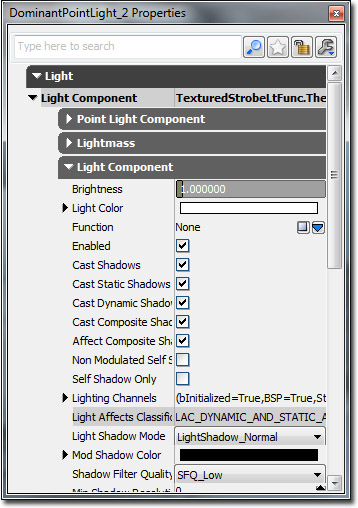 DominantPointLight_2 Properties
Type here to search
Light
Light Component TexturedStrobeLtFunc.The
Point Light Component
Lightmass
Light Component
Brightness 1.000000
Light Color
Function None
Enabled
Cast Shadows
Cast Static Shadows
Cast Dynamic Shadow
Cast Composite Shad
Affect Composite Sha
Non Modulated Self S
Self Shadow Only
Lighting Channels (bInitialized=True,BSP=True,St
Light Affects Classific LAC_DYNAMIC_AND_STATIC_A
Light Shadow Mode LightShadow_Normal
Mod Shadow Color
Shadow Filter Quality SFQ_Low
Min Shadow Resolution 0